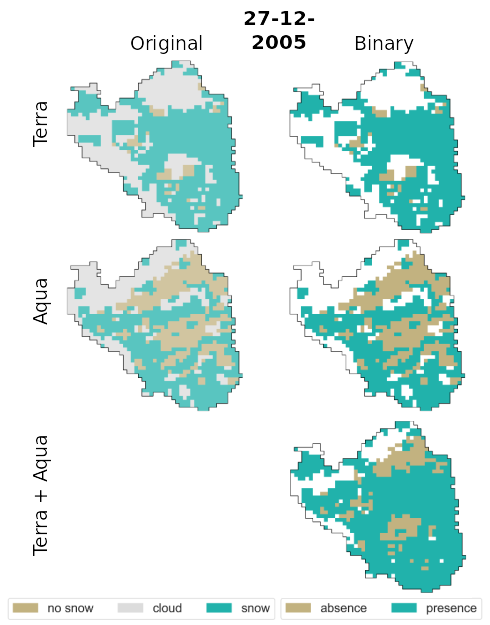 27-12-
2005
Original
Binary
Terra
Aqua
Terra + Aqua
no snow
cloud
snow
absence
presence